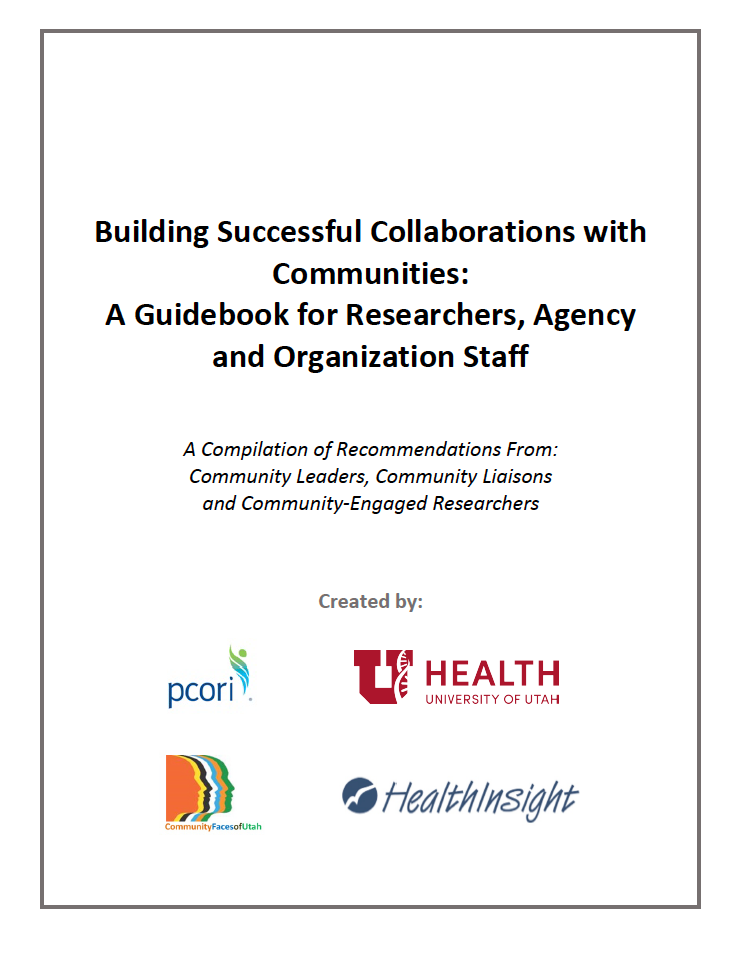 Building Successful Collaborations with
Communities:
A Guidebook for Researchers, Agency
and Organization Staff
A Compilation of Recommendations From:
Community Leaders, Community Liaisons
and Community-Engaged Researchers
Created by:
pcori
U HEALTH
UNIVERSITY OF UTAH
CommunityFacesofUtah
HealthInsight